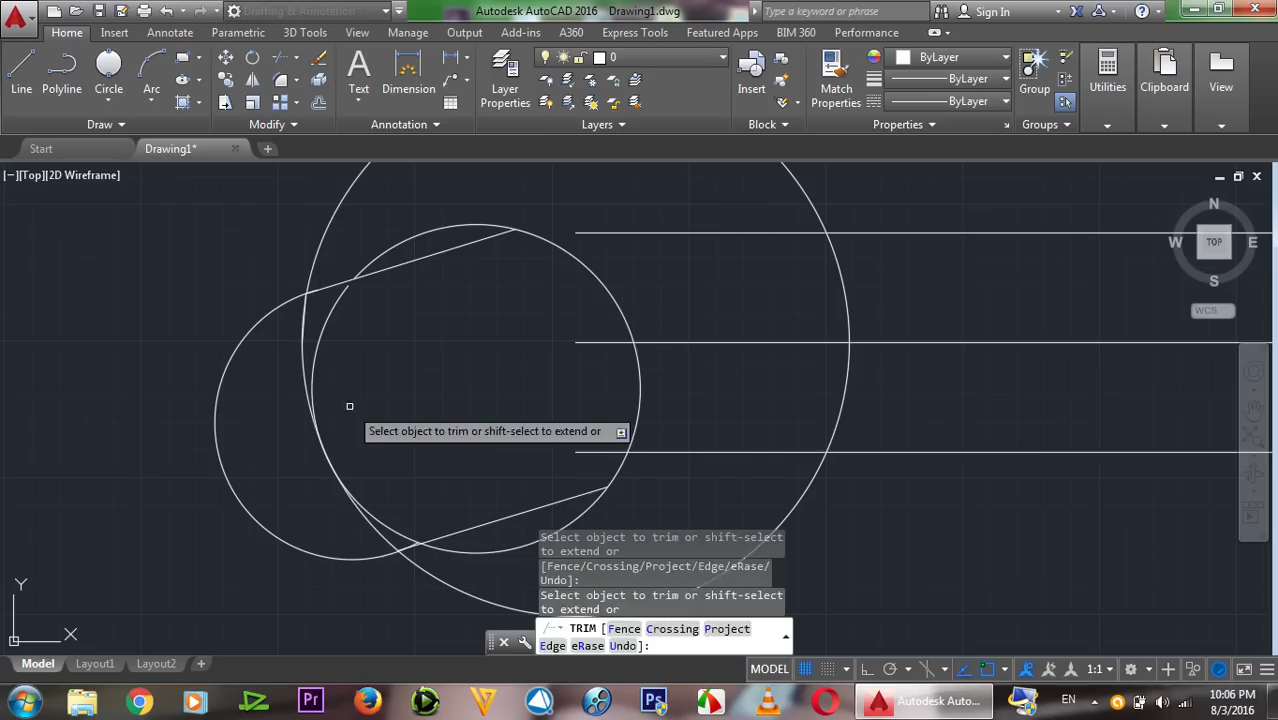 Drafting & Annotation
Autodesk AutoCAD 2016 Drawing1.dwg
Type a keyword or phrase
Sign In
Home Insert Annotate Parametric 3D Tools View Manage Output Add-ins A360 Express Tools Featured Apps BIM 360 Performance
0
ByLayer
ByLayer
ByLayer
Line Polyline Circle Arc
Text Dimension
Layer
Properties
Insert
Match
Properties
Group
Utilities Clipboard View
Draw Modify Annotation Layers Block Properties Groups
Start Drawing1*
[−][Top][2D Wireframe]
N
W TOP E
S
WCS
Select object to trim or shift-select to extend or
Select object to trim or shift-select
to extend or
[Fence/Crossing/Project/Edge/eRase/
Undo]:
Select object to trim or shift-select
to extend or
TRIM [Fence Crossing Project
Edge eRase Undo]:
Y
X
Model Layout1 Layout2
MODEL
1:1
Pr
Ps
Autodesk Auto...
EN
10:06 PM
8/3/2016